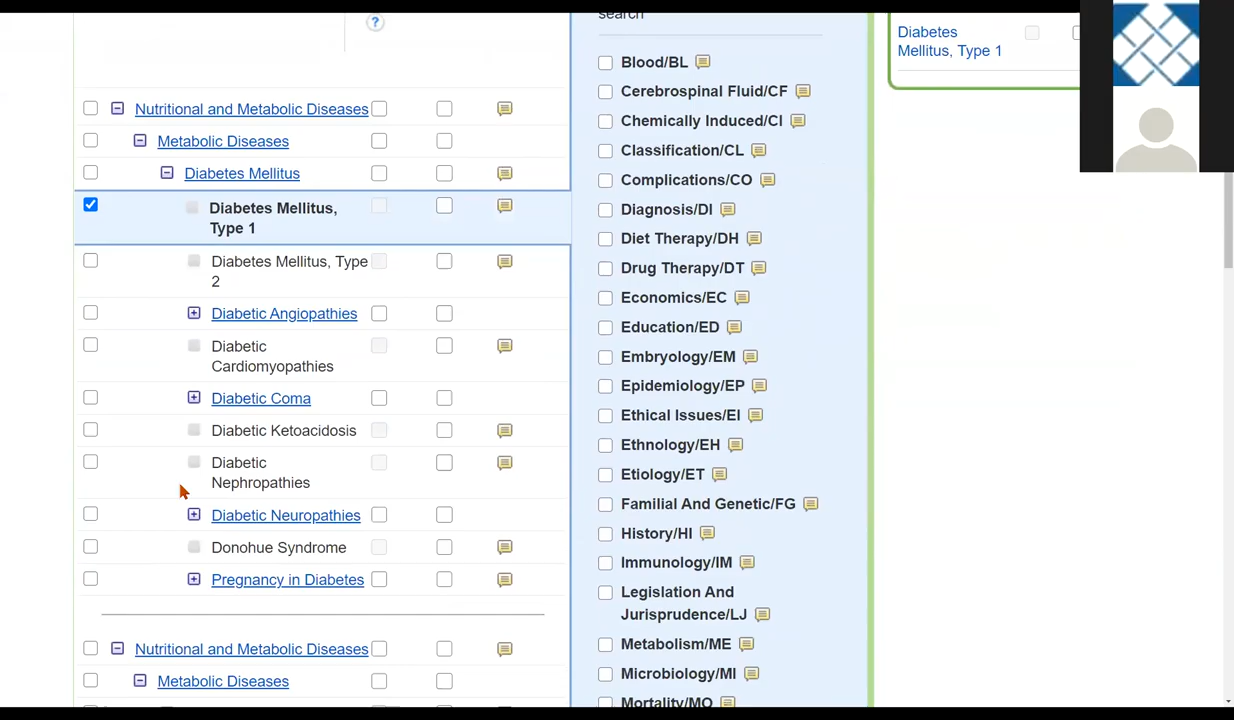 ?
Nutritional and Metabolic Diseases
Metabolic Diseases
Diabetes Mellitus
Diabetes Mellitus,
Type 1
Diabetes Mellitus, Type
2
Diabetic Angiopathies
Diabetic
Cardiomyopathies
Diabetic Coma
Diabetic Ketoacidosis
Diabetic
Nephropathies
Diabetic Neuropathies
Donohue Syndrome
Pregnancy in Diabetes
Nutritional and Metabolic Diseases
Metabolic Diseases
search
Blood/BL
Cerebrospinal Fluid/CF
Chemically Induced/CI
Classification/CL
Complications/CO
Diagnosis/DI
Diet Therapy/DH
Drug Therapy/DT
Economics/EC
Education/ED
Embryology/EM
Epidemiology/EP
Ethical Issues/EI
Ethnology/EH
Etiology/ET
Familial And Genetic/FG
History/HI
Immunology/IM
Legislation And
Jurisprudence/LJ
Metabolism/ME
Microbiology/MI
Mortality/MO
Diabetes
Mellitus, Type 1